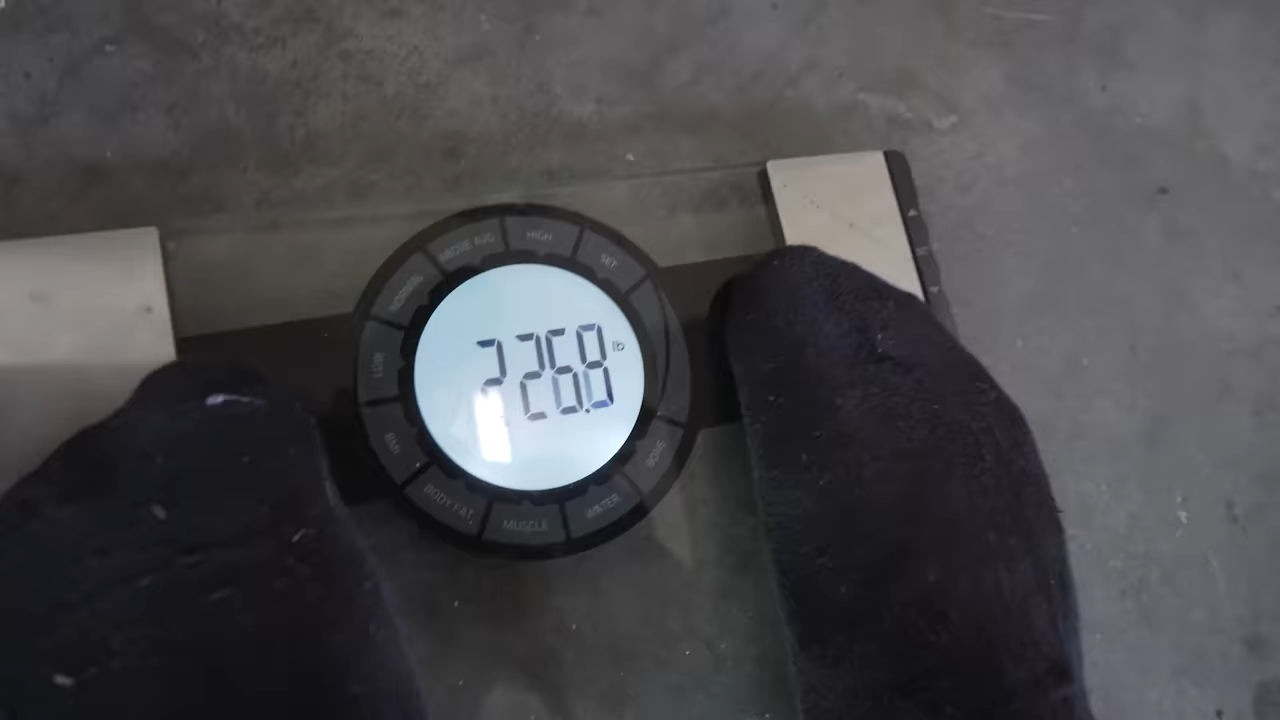 ABOVE AVG
HIGH
SET
NORMAL
LOW
226.8 lb
BMI
BONE
BODY FAT
MUSCLE
WATER